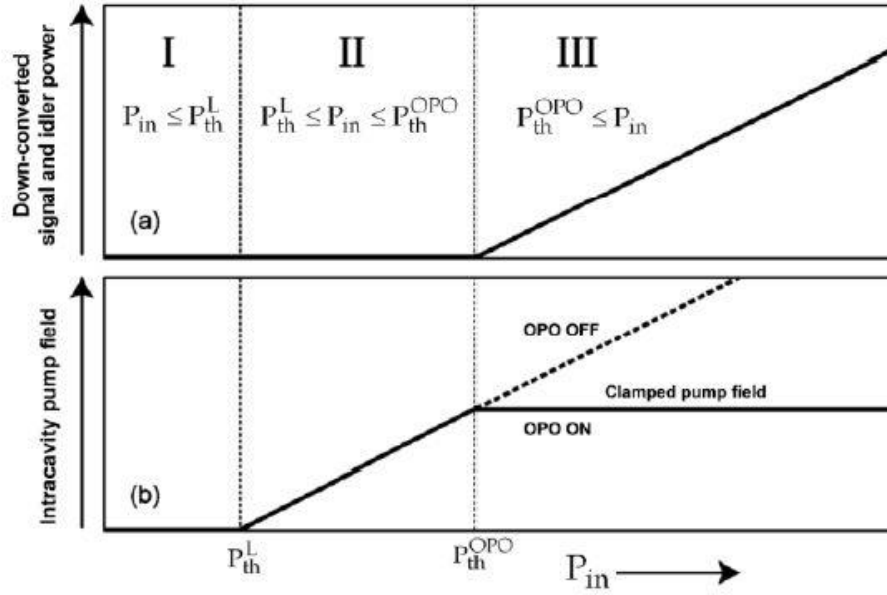 Down-converted
signal and idler power
I
II
III
P_in ≤ P_th^L
P_th^L ≤ P_in ≤ P_th^OPO
P_th^OPO ≤ P_in
(a)
Intracavity pump field
OPO OFF
Clamped pump field
OPO ON
(b)
P_th^L
P_th^OPO
P_in